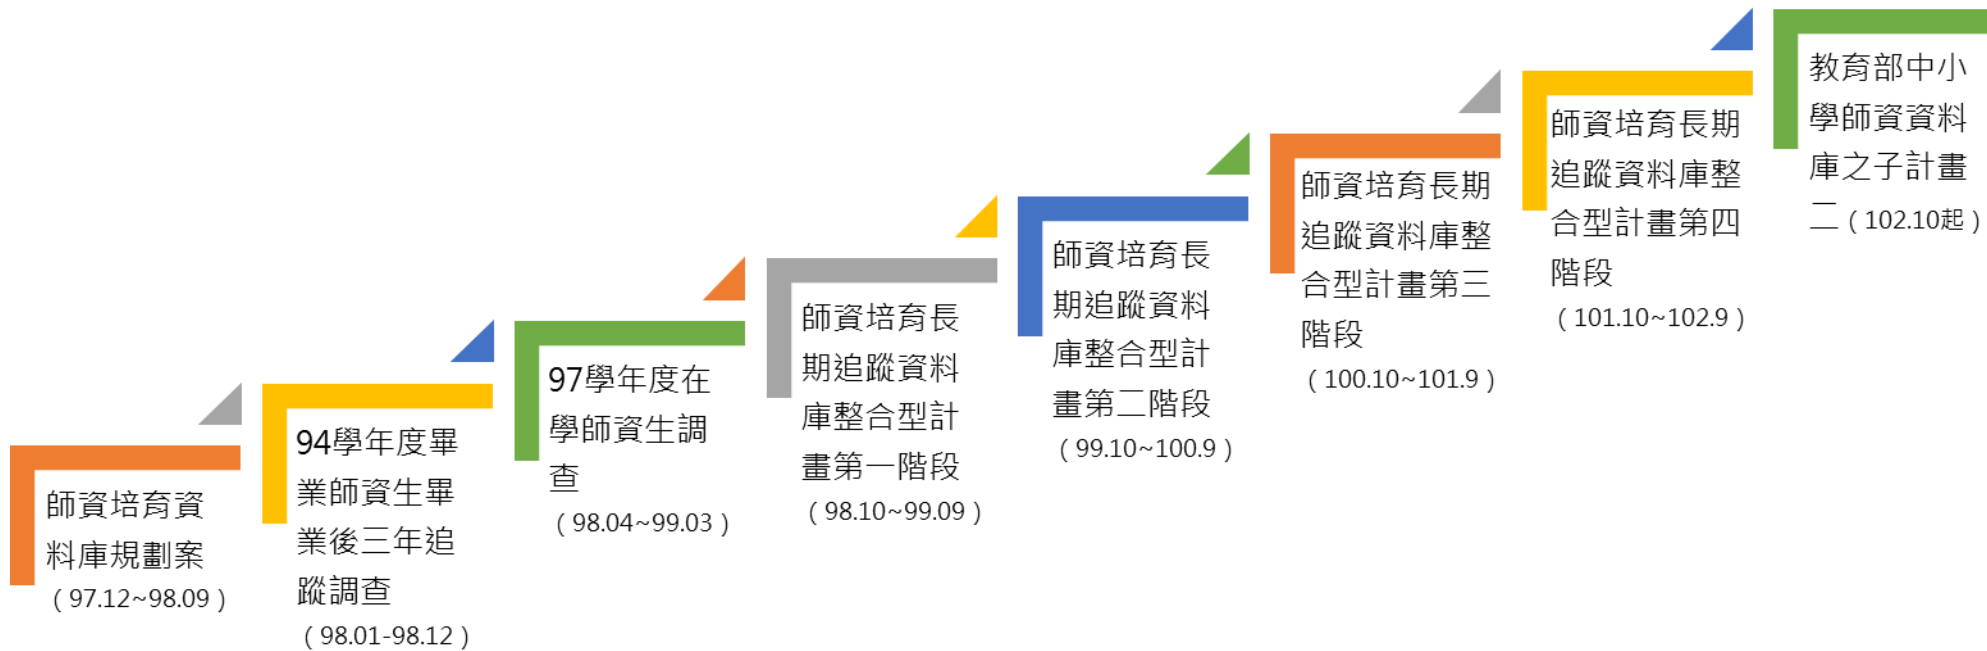 師資培育資
料庫規劃案
（97.12~98.09）
94學年度畢
業師資生畢
業後三年追
蹤調查
（98.01-98.12）
97學年度在
學師資生調
查
（98.04~99.03）
師資培育長
期追蹤資料
庫整合型計
畫第一階段
（98.10~99.09）
師資培育長
期追蹤資料
庫整合型計
畫第二階段
（99.10~100.9）
師資培育長期
追蹤資料庫整
合型計畫第三
階段
（100.10~101.9）
師資培育長期
追蹤資料庫整
合型計畫第四
階段
（101.10~102.9）
教育部中小
學師資資料
庫之子計畫
二（102.10起）